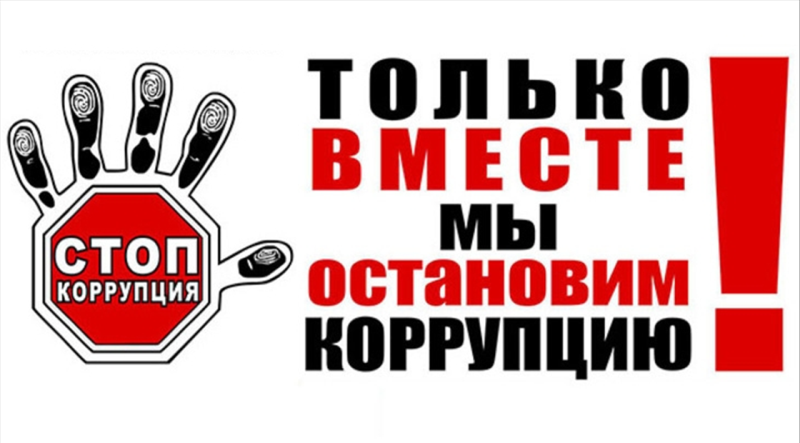 СТОП
КОРРУПЦИЯ
ТОЛЬКО
ВМЕСТЕ
МЫ
ОСТАНОВИМ
КОРРУПЦИЮ!